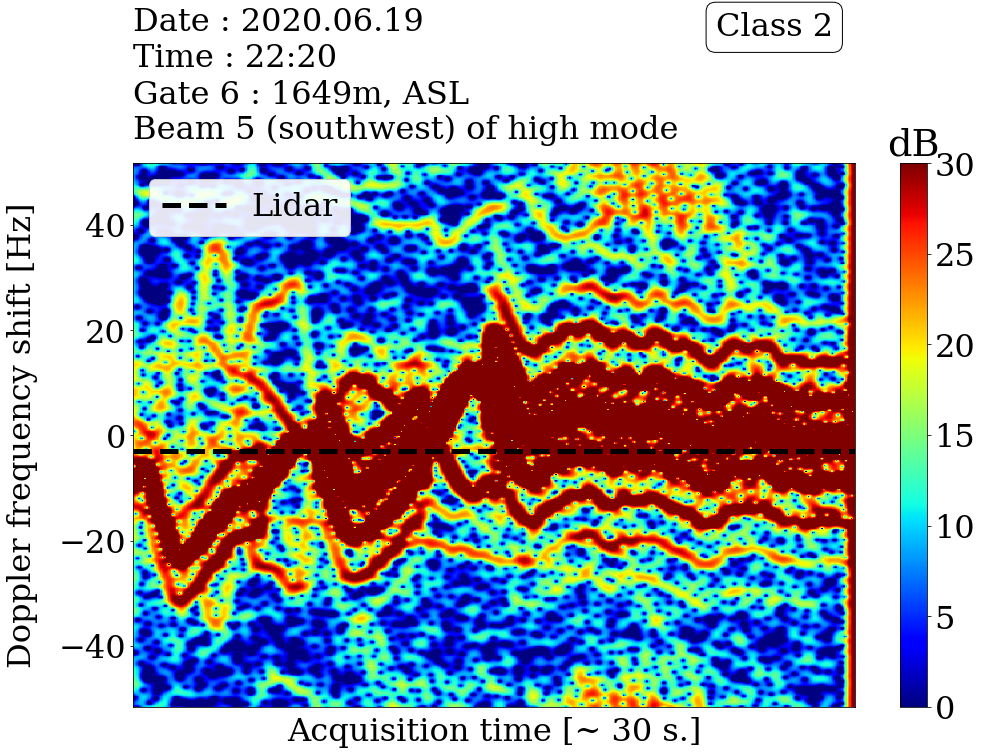 Date : 2020.06.19
Time : 22:20
Gate 6 : 1649m, ASL
Beam 5 (southwest) of high mode
Class 2
dB
Lidar
Doppler frequency shift [Hz]
40
20
0
−20
−40
Acquisition time [~ 30 s.]
30
25
20
15
10
5
0